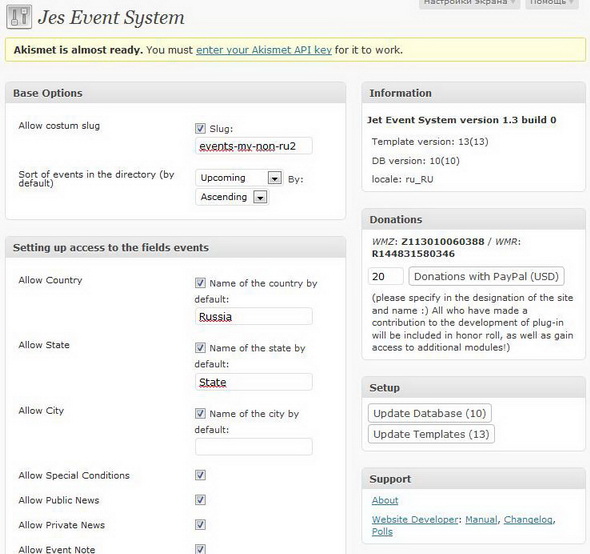 Настройки экрана
Помощь
Jes Event System
Akismet is almost ready. You must enter your Akismet API key for it to work.
Base Options
Allow costum slug
Slug:
events-my-non-ru2
Sort of events in the directory (by default)
Upcoming
By:
Ascending
Setting up access to the fields events
Allow Country
Name of the country by default:
Russia
Allow State
Name of the state by default:
State
Allow City
Name of the city by default:
Allow Special Conditions
Allow Public News
Allow Private News
Allow Event Note
Information
Jet Event System version 1.3 build 0
Template version: 13(13)
DB version: 10(10)
locale: ru_RU
Donations
WMZ: Z113010060388 / WMR:
R144831580346
20
Donations with PayPal (USD)
(please specify in the designation of the site
and name :) All who have made a
contribution to the development of plug-in
will be included in honor roll, as well as gain
access to additional modules!)
Setup
Update Database (10)
Update Templates (13)
Support
About
Website Developer: Manual, Changelog,
Polls